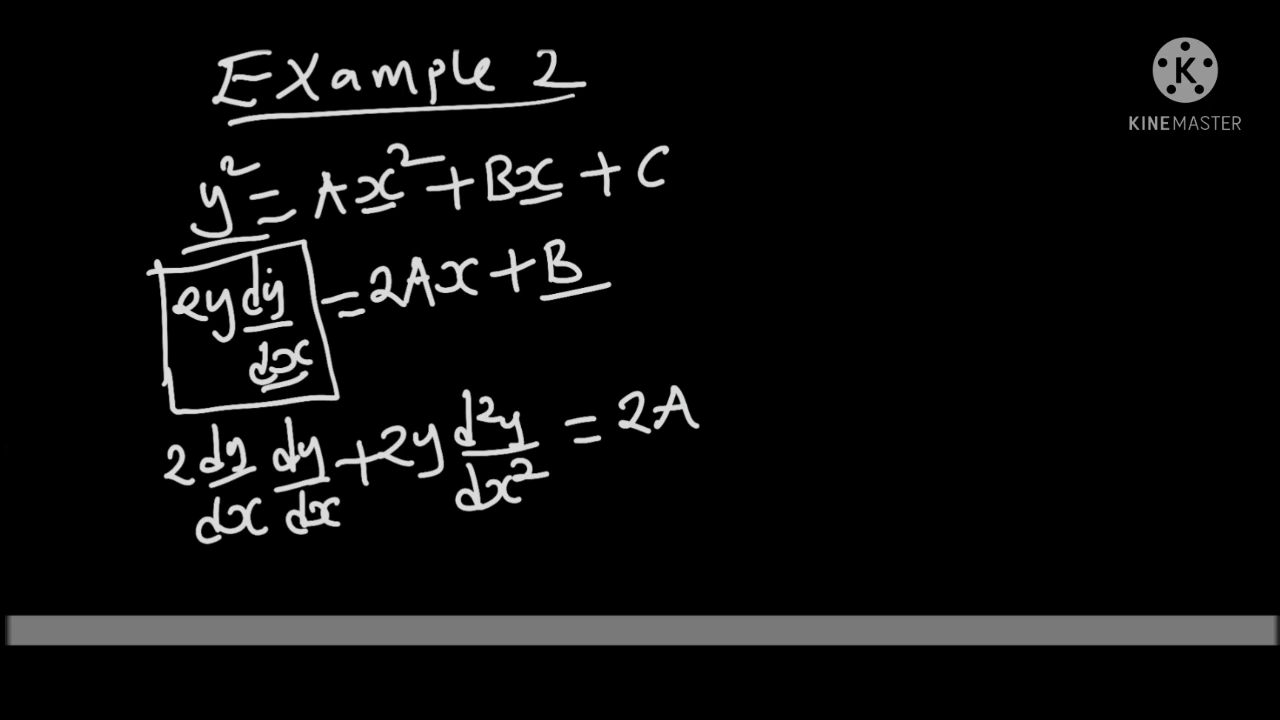 Example 2
K
KINEMASTER
y² = Ax² + Bx + C
2y dy/dx = 2Ax + B
2 dy/dx dy/dx + 2y d²y/dx² = 2A